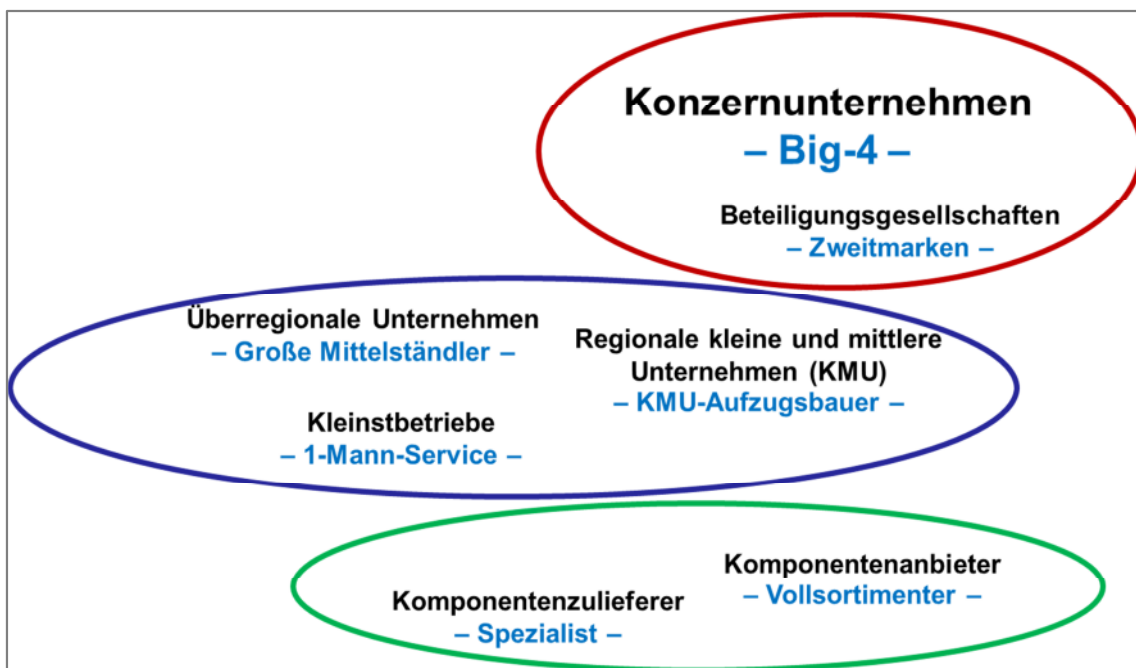 Konzernunternehmen
– Big-4 –
Beteiligungsgesellschaften
– Zweitmarken –
Überregionale Unternehmen
– Große Mittelständler –
Regionale kleine und mittlere
Unternehmen (KMU)
– KMU-Aufzugsbauer –
Kleinstbetriebe
– 1-Mann-Service –
Komponentenanbieter
– Vollsortimenter –
Komponentenzulieferer
– Spezialist –